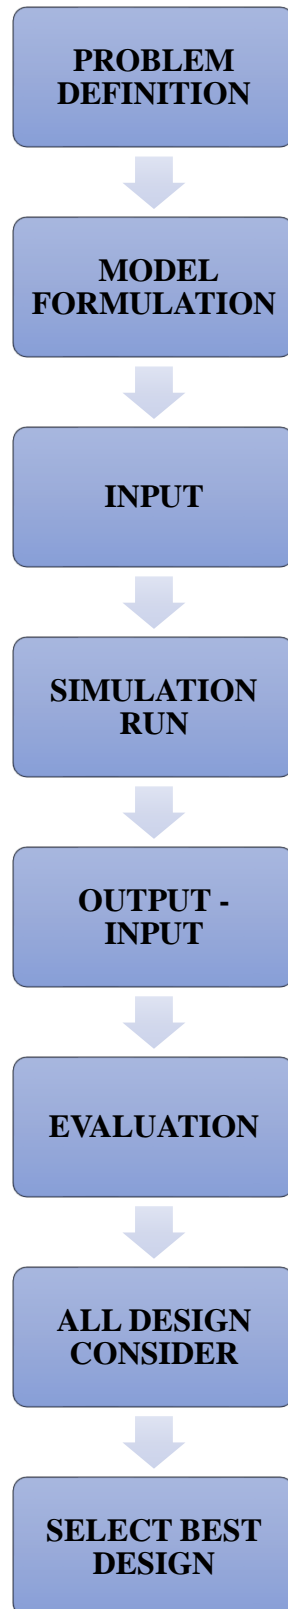 PROBLEM
DEFINITION
MODEL
FORMULATION
INPUT
SIMULATION
RUN
OUTPUT -
INPUT
EVALUATION
ALL DESIGN
CONSIDER
SELECT BEST
DESIGN